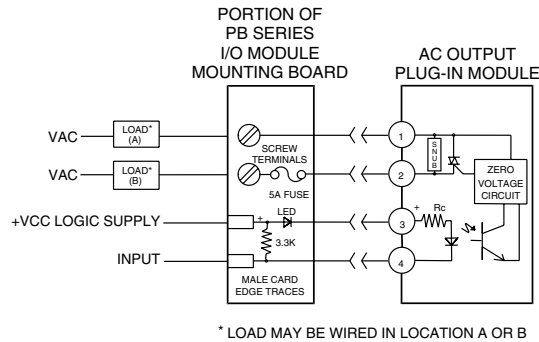 PORTION OF
PB SERIES
I/O MODULE
MOUNTING BOARD
AC OUTPUT
PLUG-IN MODULE
VAC
LOAD*
(A)
1
SCREW
TERMINALS
SNUB
VAC
LOAD*
(B)
2
5A FUSE
ZERO
VOLTAGE
CIRCUIT
+VCC LOGIC SUPPLY
+
LED
3
+
Rc
3.3K
INPUT
4
MALE CARD
EDGE TRACES
* LOAD MAY BE WIRED IN LOCATION A OR B